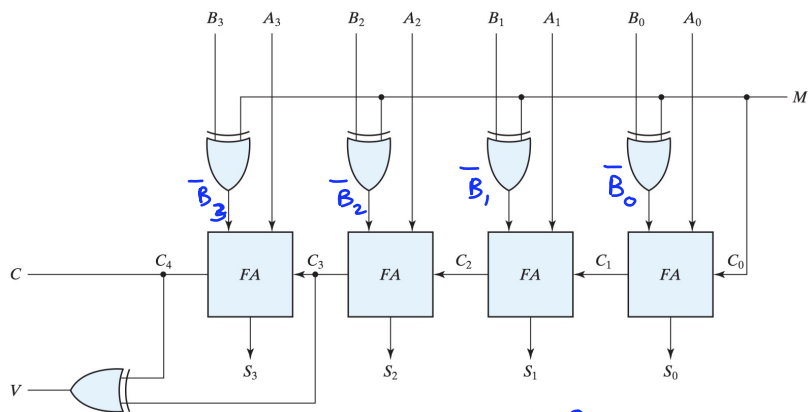 B₃ A₃ B₂ A₂ B₁ A₁ B₀ A₀
M
B̅₃ B̅₂ B̅₁ B̅₀
C C₄ FA C₃ FA C₂ FA C₁ FA C₀
S₃ S₂ S₁ S₀
V